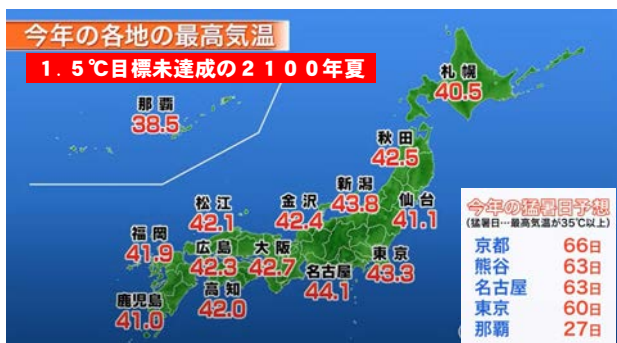 今年の各地の最高気温
1.5℃目標未達成の2100年夏
札幌
40.5
那覇
38.5
秋田
42.5
新潟
43.8
仙台
41.1
金沢
42.4
松江
42.1
福岡
41.9
広島
42.3
大阪
42.7
東京
43.3
名古屋
44.1
高知
42.0
鹿児島
41.0
今年の猛暑日予想
(猛暑日…最高気温が35℃以上)
京都 66日
熊谷 63日
名古屋 63日
東京 60日
那覇 27日